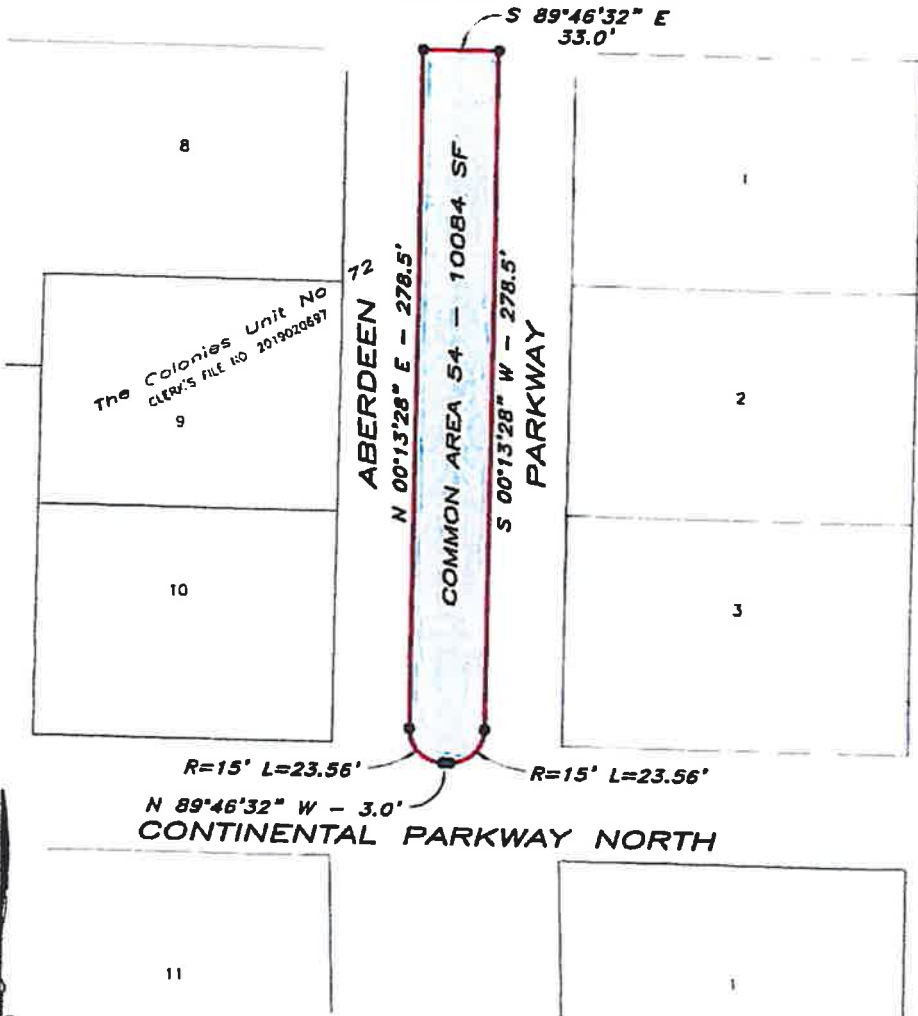 S 89°46'32" E
33.0'
8
1
The Colonies Unit No 72
CLERK'S FILE NO 2019020697
9
ABERDEEN
N 00°13'28" E - 278.5'
COMMON AREA 54 - 10084 SF
S 00°13'28" W - 278.5'
PARKWAY
2
10
3
R=15' L=23.56'
R=15' L=23.56'
N 89°46'32" W - 3.0'
CONTINENTAL PARKWAY NORTH
11
1